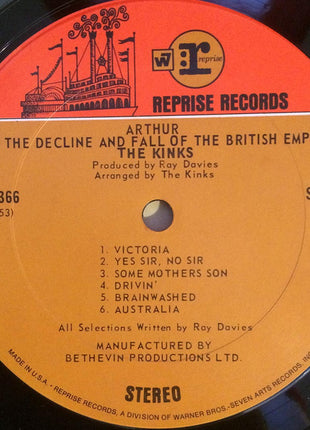 W r reprise
REPRISE RECORDS
ARTHUR
THE DECLINE AND FALL OF THE BRITISH EMP
THE KINKS
Produced by Ray Davies
Arranged by The Kinks
366 S
53)
1. VICTORIA
2. YES SIR, NO SIR
3. SOME MOTHERS SON
4. DRIVIN'
5. BRAINWASHED
6. AUSTRALIA
All Selections Written by Ray Davies
MANUFACTURED BY
BETHEVIN PRODUCTIONS LTD.
STEREO
MADE IN U.S.A. · REPRISE RECORDS, A DIVISION OF WARNER BROS.-SEVEN ARTS RECORDS, INC